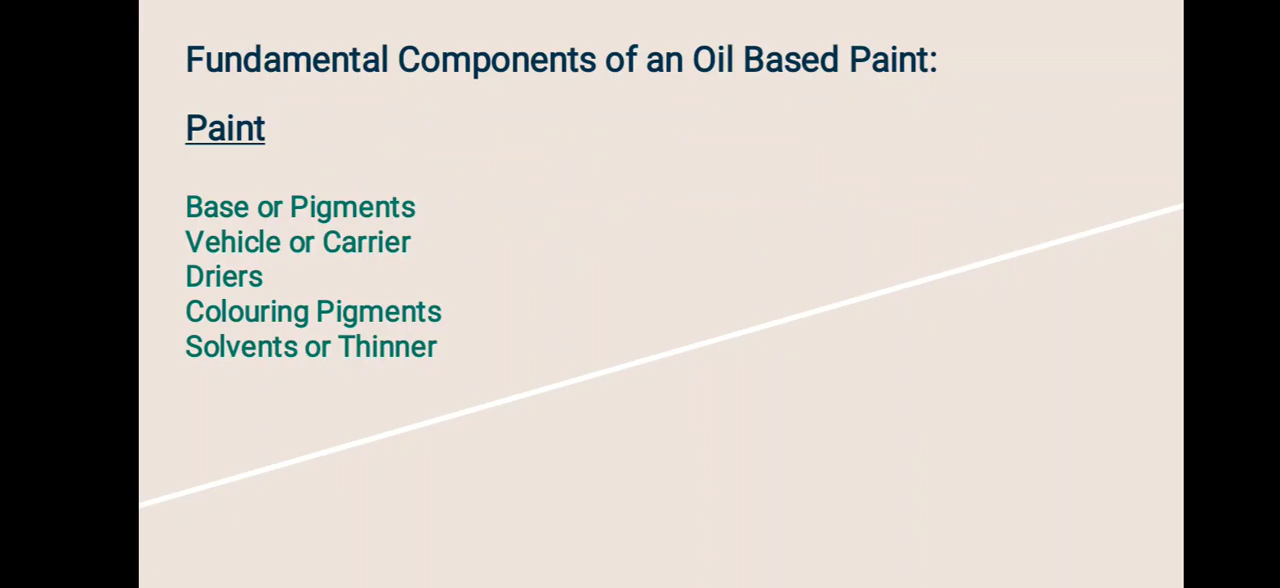 Fundamental Components of an Oil Based Paint:
Paint
Base or Pigments
Vehicle or Carrier
Driers
Colouring Pigments
Solvents or Thinner